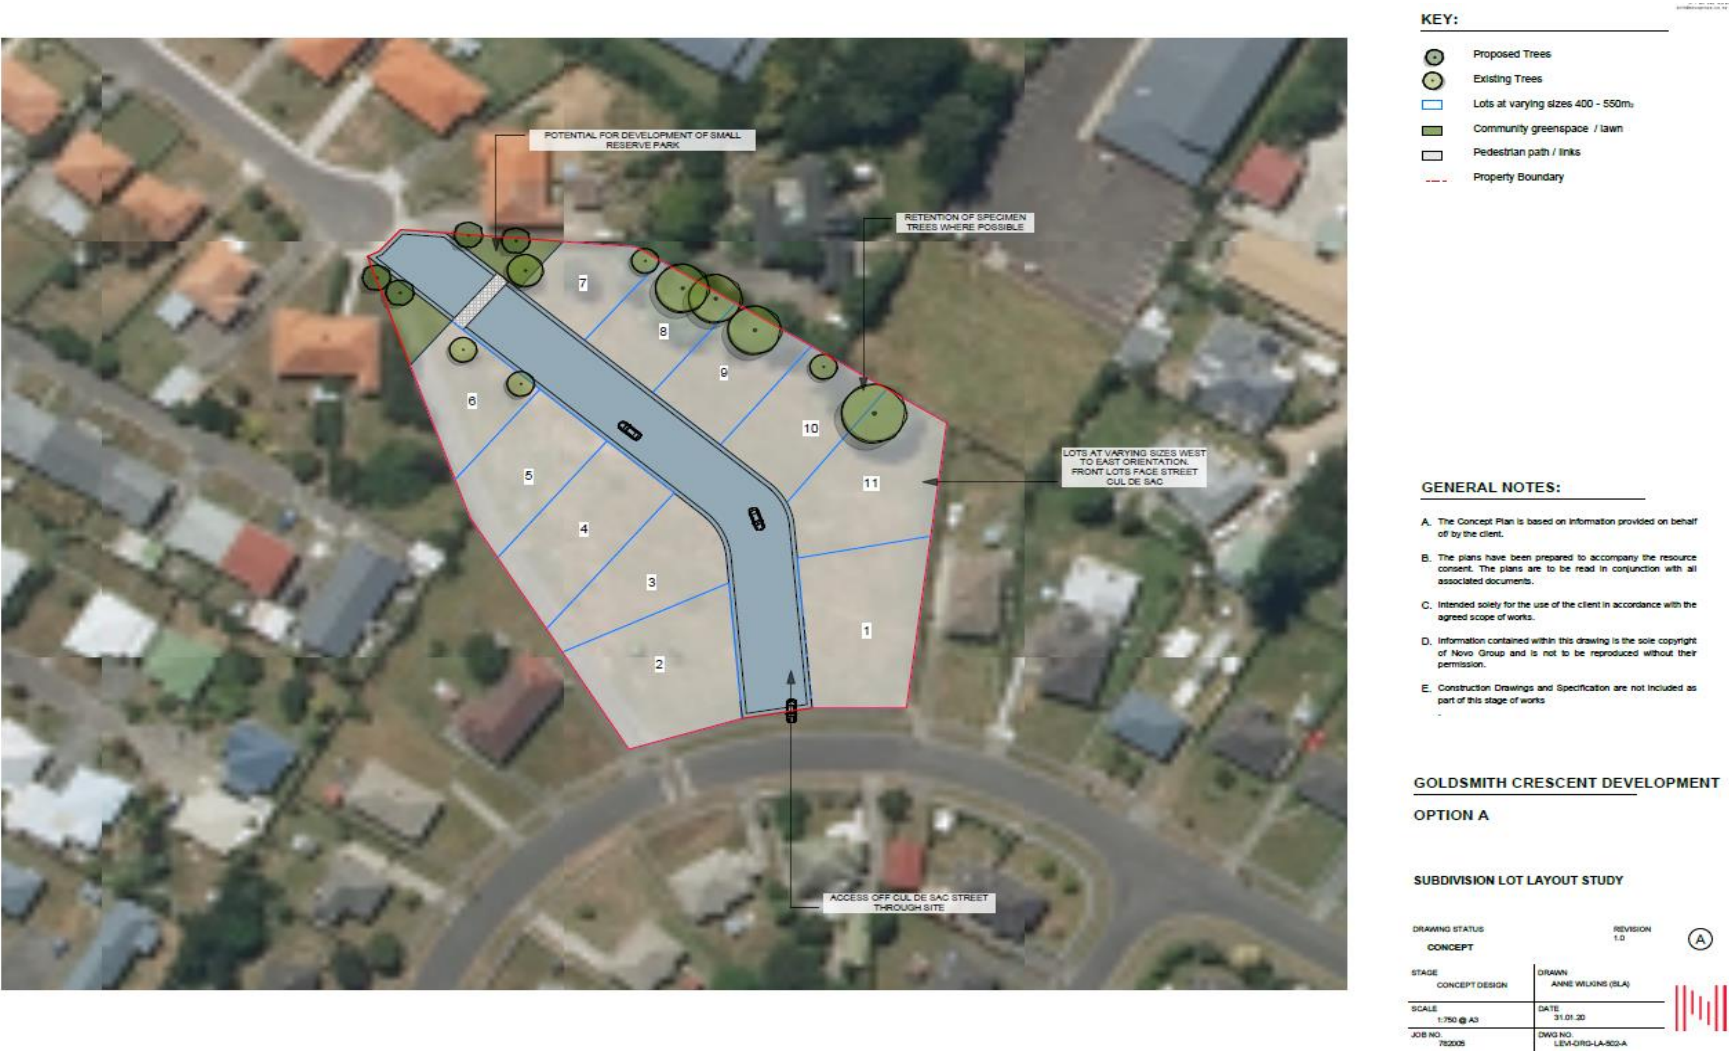 KEY:
Proposed Trees
Existing Trees
Lots at varying sizes 400 - 550m²
Community greenspace / lawn
Pedestrian path / links
Property Boundary
POTENTIAL FOR DEVELOPMENT OF SMALL
RESERVE PARK
RETENTION OF SPECIMEN
TREES WHERE POSSIBLE
7
8
9
6
10
LOTS AT VARYING SIZES WEST
TO EAST ORIENTATION.
FRONT LOTS FACE STREET
CUL DE SAC
5
11
4
3
1
2
ACCESS OFF CUL DE SAC STREET
THROUGH SITE
GENERAL NOTES:
A. The Concept Plan is based on information provided on behalf
of/ by the client.
B. The plans have been prepared to accompany the resource
consent. The plans are to be read in conjunction with all
associated documents.
C. Intended solely for the use of the client in accordance with the
agreed scope of works.
D. Information contained within this drawing is the sole copyright
of Novo Group and is not to be reproduced without their
permission.
E. Construction Drawings and Specification are not included as
part of this stage of works
GOLDSMITH CRESCENT DEVELOPMENT
OPTION A
SUBDIVISION LOT LAYOUT STUDY
DRAWING STATUS
CONCEPT
REVISION
1.0
A
STAGE
CONCEPT DESIGN
DRAWN
ANNE WILKINS (BLA)
SCALE
1:750 @ A3
DATE
31.01.20
JOB NO.
782005
DWG NO.
LEVI-DRG-LA-502-A